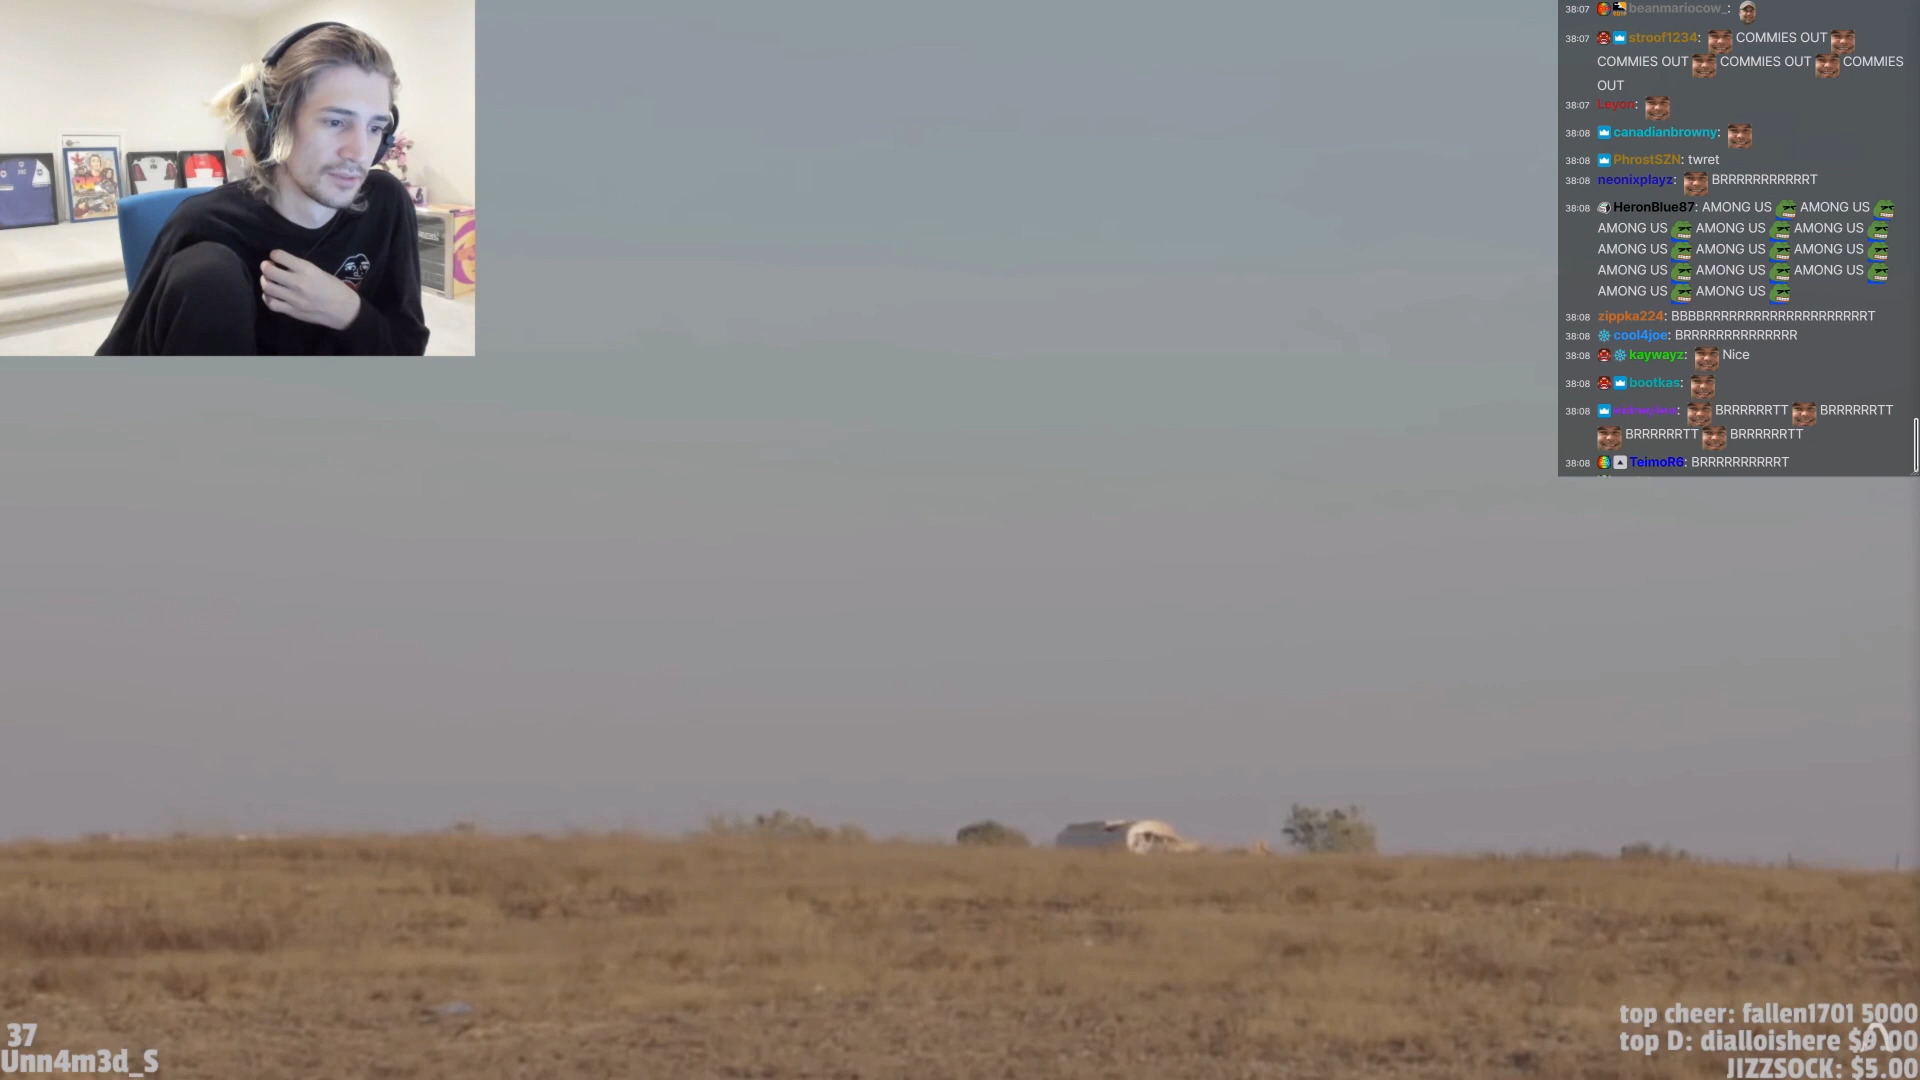 38:07 beanmariocow_:
38:07 stroof1234: COMMIES OUT
COMMIES OUT COMMIES OUT COMMIES
OUT
38:07 Leyon:
38:08 canadianbrowny:
38:08 PhrostSZN: twret
38:08 neonixplayz: BRRRRRRRRRRRT
38:08 HeronBlue87: AMONG US AMONG US
AMONG US AMONG US AMONG US
AMONG US AMONG US AMONG US
AMONG US AMONG US AMONG US
AMONG US AMONG US
38:08 zippka224: BBBBRRRRRRRRRRRRRRRRRRRRT
38:08 cool4joe: BRRRRRRRRRRRRRR
38:08 kaywayz: Nice
38:08 bootkas:
38:08 BRRRRRRTT BRRRRRRTT
BRRRRRRTT BRRRRRRTT
38:08 TeimoR6: BRRRRRRRRRRRT
37
Unn4m3d_S
top cheer: fallen1701 5000
top D: dialloishere $9.00
JIZZSOCK: $5.00